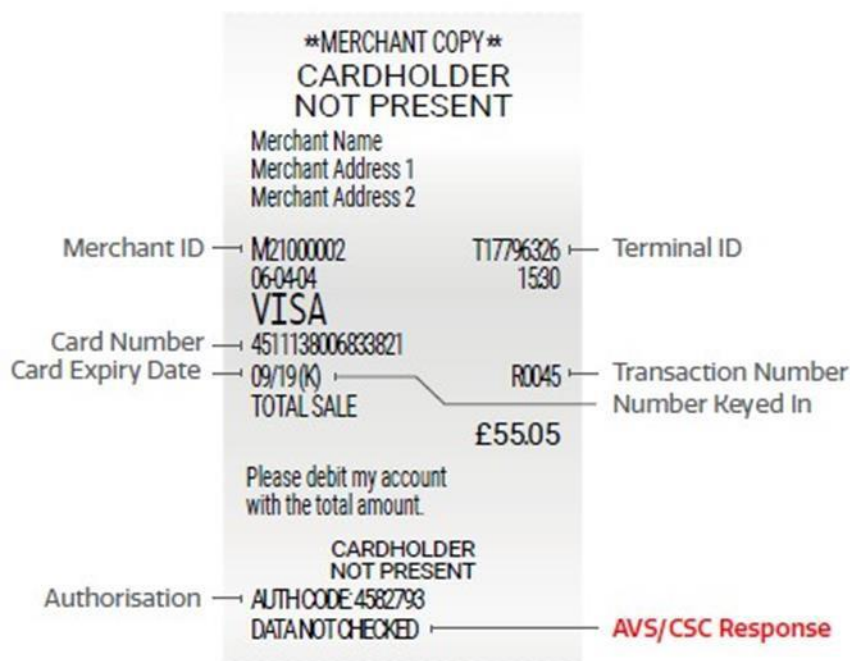 **MERCHANT COPY**
CARDHOLDER
NOT PRESENT
Merchant Name
Merchant Address 1
Merchant Address 2
Merchant ID M21000002 T17796326 Terminal ID
06-04-04 15:30
VISA
Card Number 4511138006833821
Card Expiry Date 09/19 (K) R0045 Transaction Number
Number Keyed In
TOTAL SALE
£55.05
Please debit my account
with the total amount.
CARDHOLDER
NOT PRESENT
Authorisation AUTH CODE: 4582793
DATA NOT CHECKED AVS/CSC Response